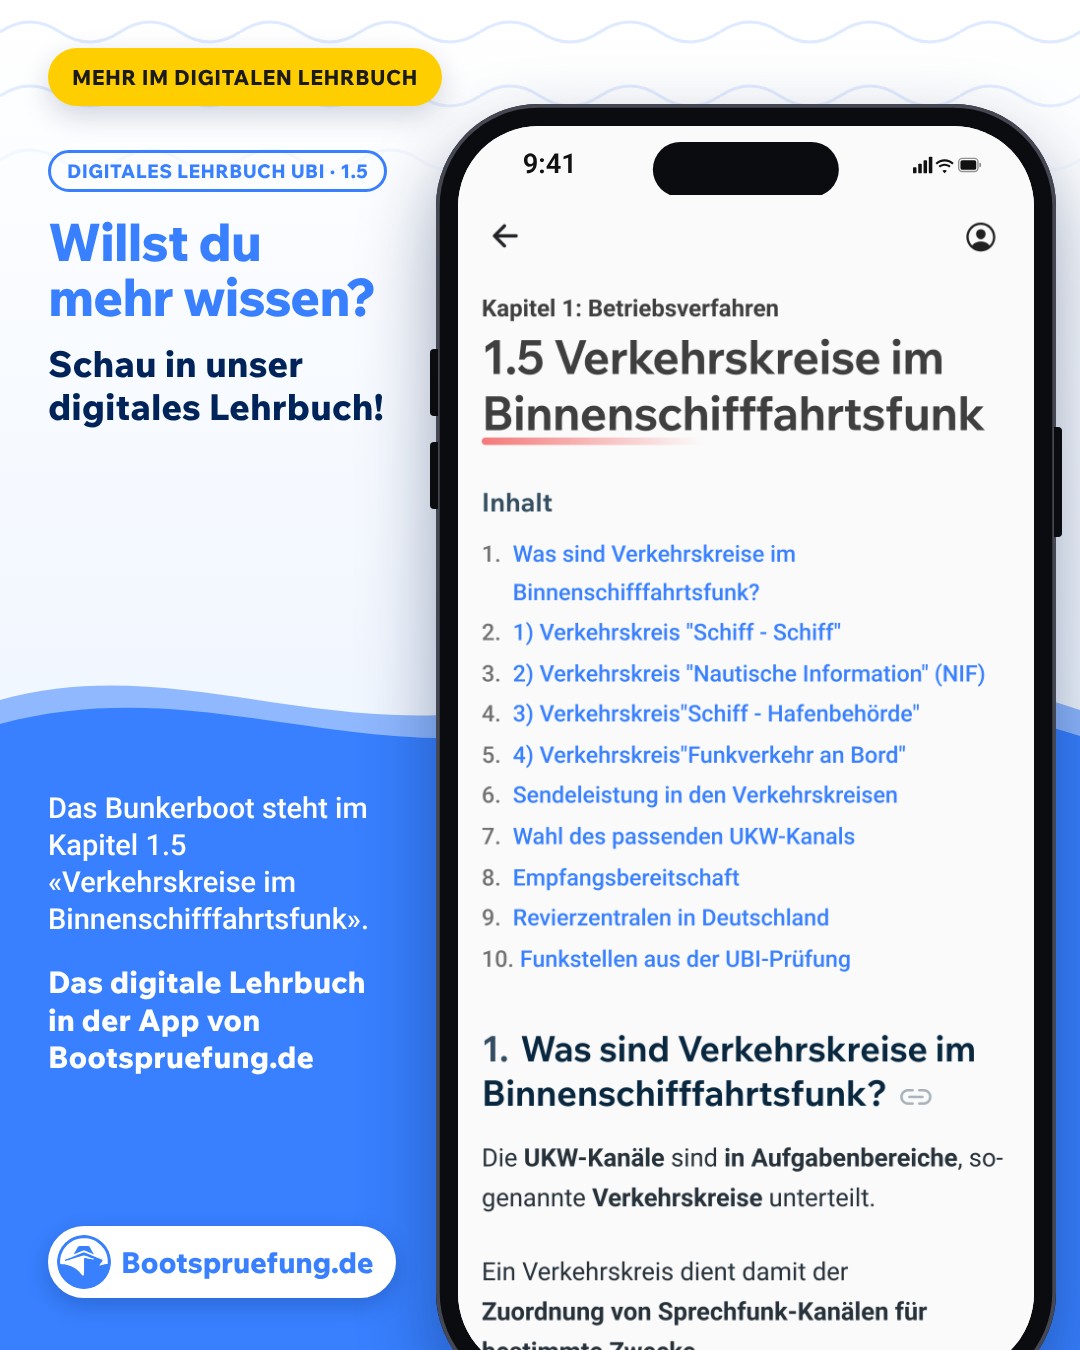 MEHR IM DIGITALEN LEHRBUCH
DIGITALES LEHRBUCH UBI · 1.5
Willst du
mehr wissen?
Schau in unser
digitales Lehrbuch!
Das Bunkerboot steht im
Kapitel 1.5
«Verkehrskreise im
Binnenschifffahrtsfunk».
Das digitale Lehrbuch
in der App von
Bootspruefung.de
Bootspruefung.de
9:41
Kapitel 1: Betriebsverfahren
1.5 Verkehrskreise im
Binnenschifffahrtsfunk
Inhalt
1. Was sind Verkehrskreise im
Binnenschifffahrtsfunk?
2. 1) Verkehrskreis "Schiff - Schiff"
3. 2) Verkehrskreis "Nautische Information" (NIF)
4. 3) Verkehrskreis"Schiff - Hafenbehörde"
5. 4) Verkehrskreis"Funkverkehr an Bord"
6. Sendeleistung in den Verkehrskreisen
7. Wahl des passenden UKW-Kanals
8. Empfangsbereitschaft
9. Revierzentralen in Deutschland
10. Funkstellen aus der UBI-Prüfung
1. Was sind Verkehrskreise im
Binnenschifffahrtsfunk?
Die UKW-Kanäle sind in Aufgabenbereiche, so-
genannte Verkehrskreise unterteilt.
Ein Verkehrskreis dient damit der
Zuordnung von Sprechfunk-Kanälen für
bestimmte Zwecke